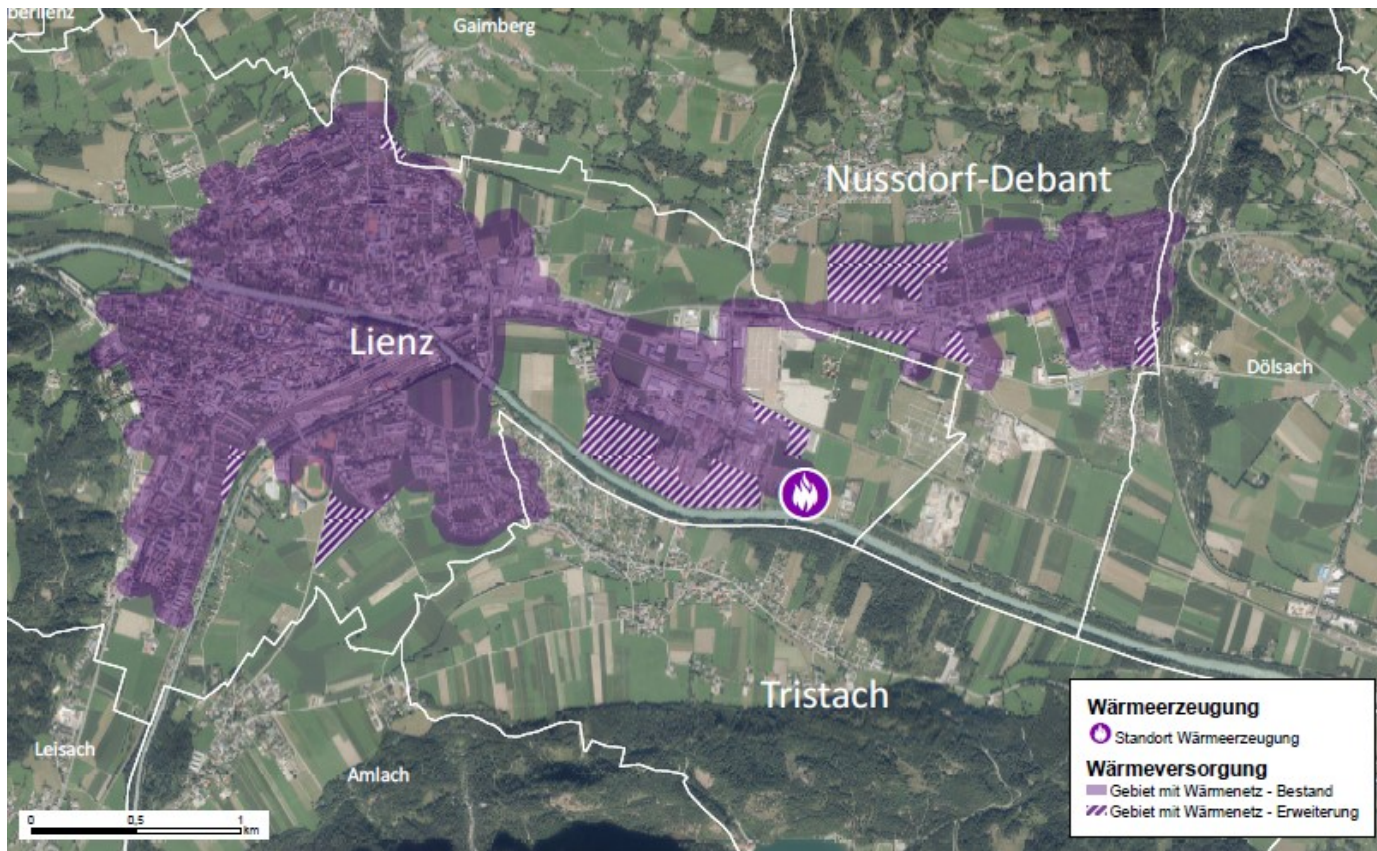 Gaimberg
Nussdorf-Debant
Lienz
Dölsach
Tristach
Leisach
Amlach
Wärmeerzeugung
Standort Wärmeerzeugung
Wärmeversorgung
Gebiet mit Wärmenetz - Bestand
Gebiet mit Wärmenetz - Erweiterung
0 0,5 1
km